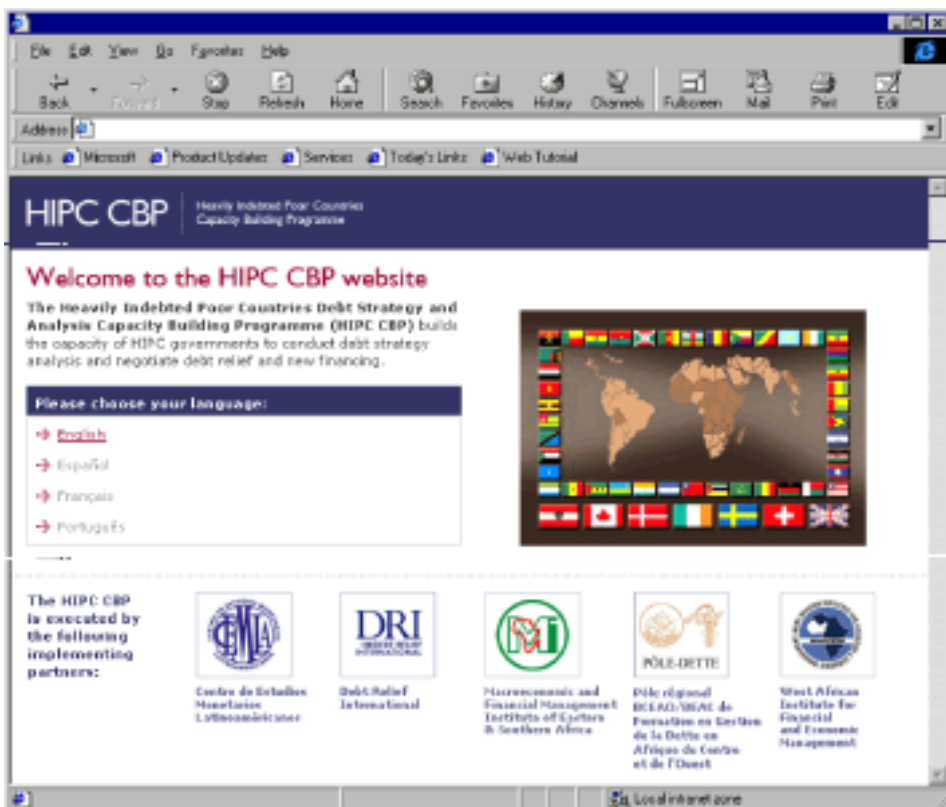 File Edit View Go Favorites Help
Back Forward Stop Refresh Home Search Favorites History Channels Fullscreen Mail Print Edit
Address
Links Microsoft Product Updates Services Today's Links Web Tutorial
HIPC CBP
Heavily Indebted Poor Countries
Capacity Building Programme
Welcome to the HIPC CBP website
The Heavily Indebted Poor Countries Debt Strategy and
Analysis Capacity Building Programme (HIPC CBP) builds
the capacity of HIPC governments to conduct debt strategy
analysis and negotiate debt relief and new financing.
Please choose your language:
English
Español
Français
Português
The HIPC CBP
is executed by
the following
implementing
partners:
CEMLA
Centro de Estudios
Monetarios
Latinoamericanos
DRI
DEBT RELIEF
INTERNATIONAL
Debt Relief
International
Macroeconomic and
Financial Management
Institute of Eastern
& Southern Africa
PÔLE-DETTE
Pôle régional
BCEAO/BEAC de
Formation en Gestion
de la Dette en
Afrique du Centre
et de l'Ouest
West African
Institute for
Financial
and Economic
Management
Local intranet zone